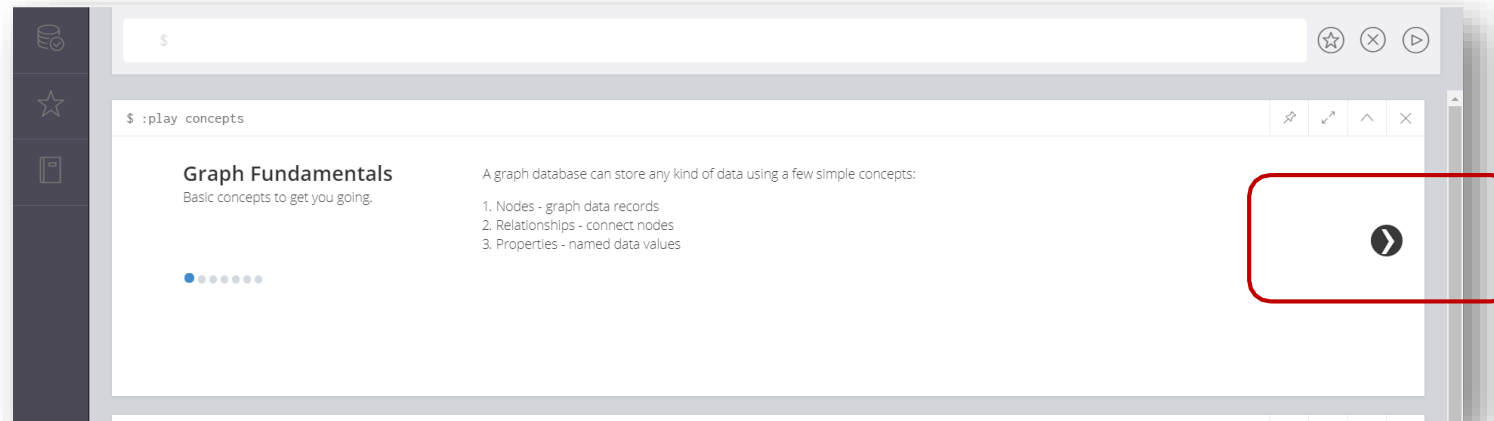 $
$ :play concepts
Graph Fundamentals
Basic concepts to get you going.
A graph database can store any kind of data using a few simple concepts:
1. Nodes - graph data records
2. Relationships - connect nodes
3. Properties - named data values